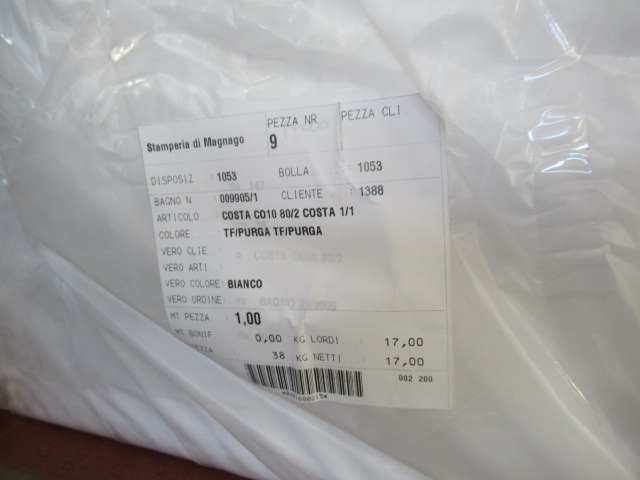 Stamperia di Magnago
PEZZA NR
9
PEZZA CLI.
DISPOSIZ .: 1053 BOLLA.....: 1053
BAGNO N : 009905/1 CLIENTE : 1388
ARTICOLO : COSTA CO10 80/2 COSTA 1/1
COLORE...: TF/PURGA TF/PURGA
VERO CLIE.:
VERO ARTI.:
VERO COLORE: BIANCO
VERO ORDINE:
MT PEZZA : 1,00
MT BONIF 0,00 KG LORDI..: 17,00
38 KG NETTI..: 17,00
002 200